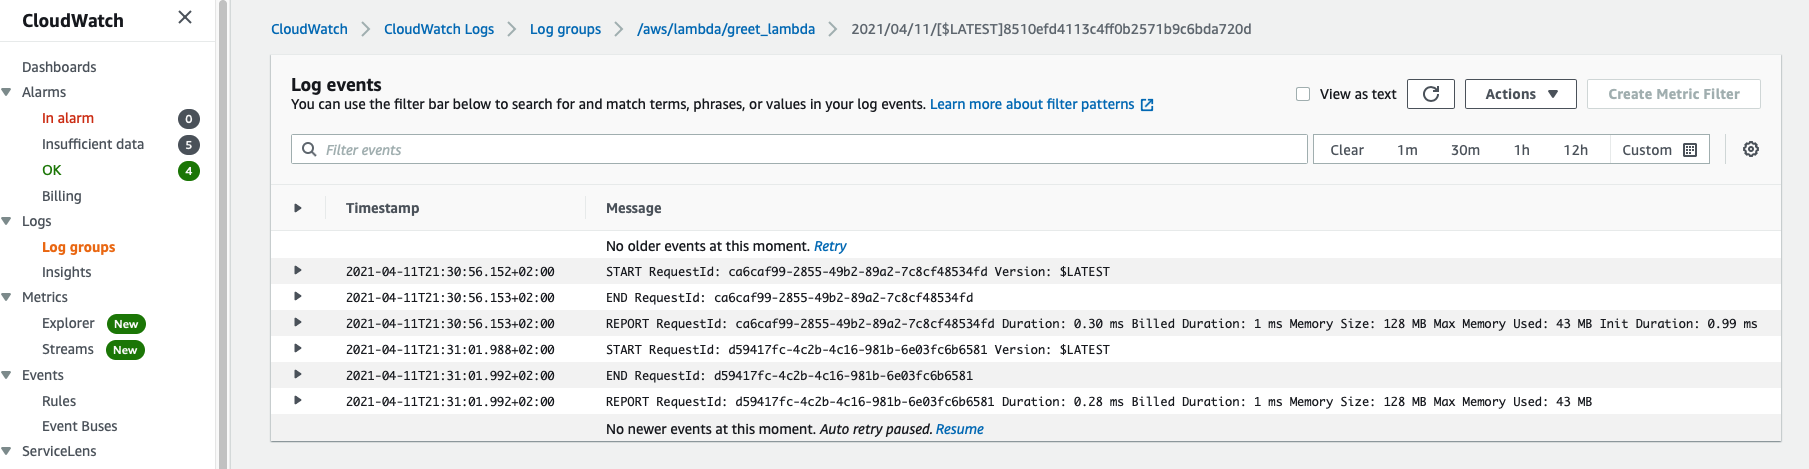 CloudWatch
Dashboards
Alarms
In alarm 0
Insufficient data 5
OK 4
Billing
Logs
Log groups
Insights
Metrics
Explorer New
Streams New
Events
Rules
Event Buses
ServiceLens
CloudWatch CloudWatch Logs Log groups /aws/lambda/greet_lambda 2021/04/11/[$LATEST]8510efd4113c4ff0b2571b9c6bda720d
Log events
You can use the filter bar below to search for and match terms, phrases, or values in your log events. Learn more about filter patterns
View as text Actions Create Metric Filter
Filter events Clear 1m 30m 1h 12h Custom
Timestamp Message
No older events at this moment. Retry
2021-04-11T21:30:56.152+02:00 START RequestId: ca6caf99-2855-49b2-89a2-7c8cf48534fd Version: $LATEST
2021-04-11T21:30:56.153+02:00 END RequestId: ca6caf99-2855-49b2-89a2-7c8cf48534fd
2021-04-11T21:30:56.153+02:00 REPORT RequestId: ca6caf99-2855-49b2-89a2-7c8cf48534fd Duration: 0.30 ms Billed Duration: 1 ms Memory Size: 128 MB Max Memory Used: 43 MB Init Duration: 0.99 ms
2021-04-11T21:31:01.988+02:00 START RequestId: d59417fc-4c2b-4c16-981b-6e03fc6b6581 Version: $LATEST
2021-04-11T21:31:01.992+02:00 END RequestId: d59417fc-4c2b-4c16-981b-6e03fc6b6581
2021-04-11T21:31:01.992+02:00 REPORT RequestId: d59417fc-4c2b-4c16-981b-6e03fc6b6581 Duration: 0.28 ms Billed Duration: 1 ms Memory Size: 128 MB Max Memory Used: 43 MB
No newer events at this moment. Auto retry paused. Resume